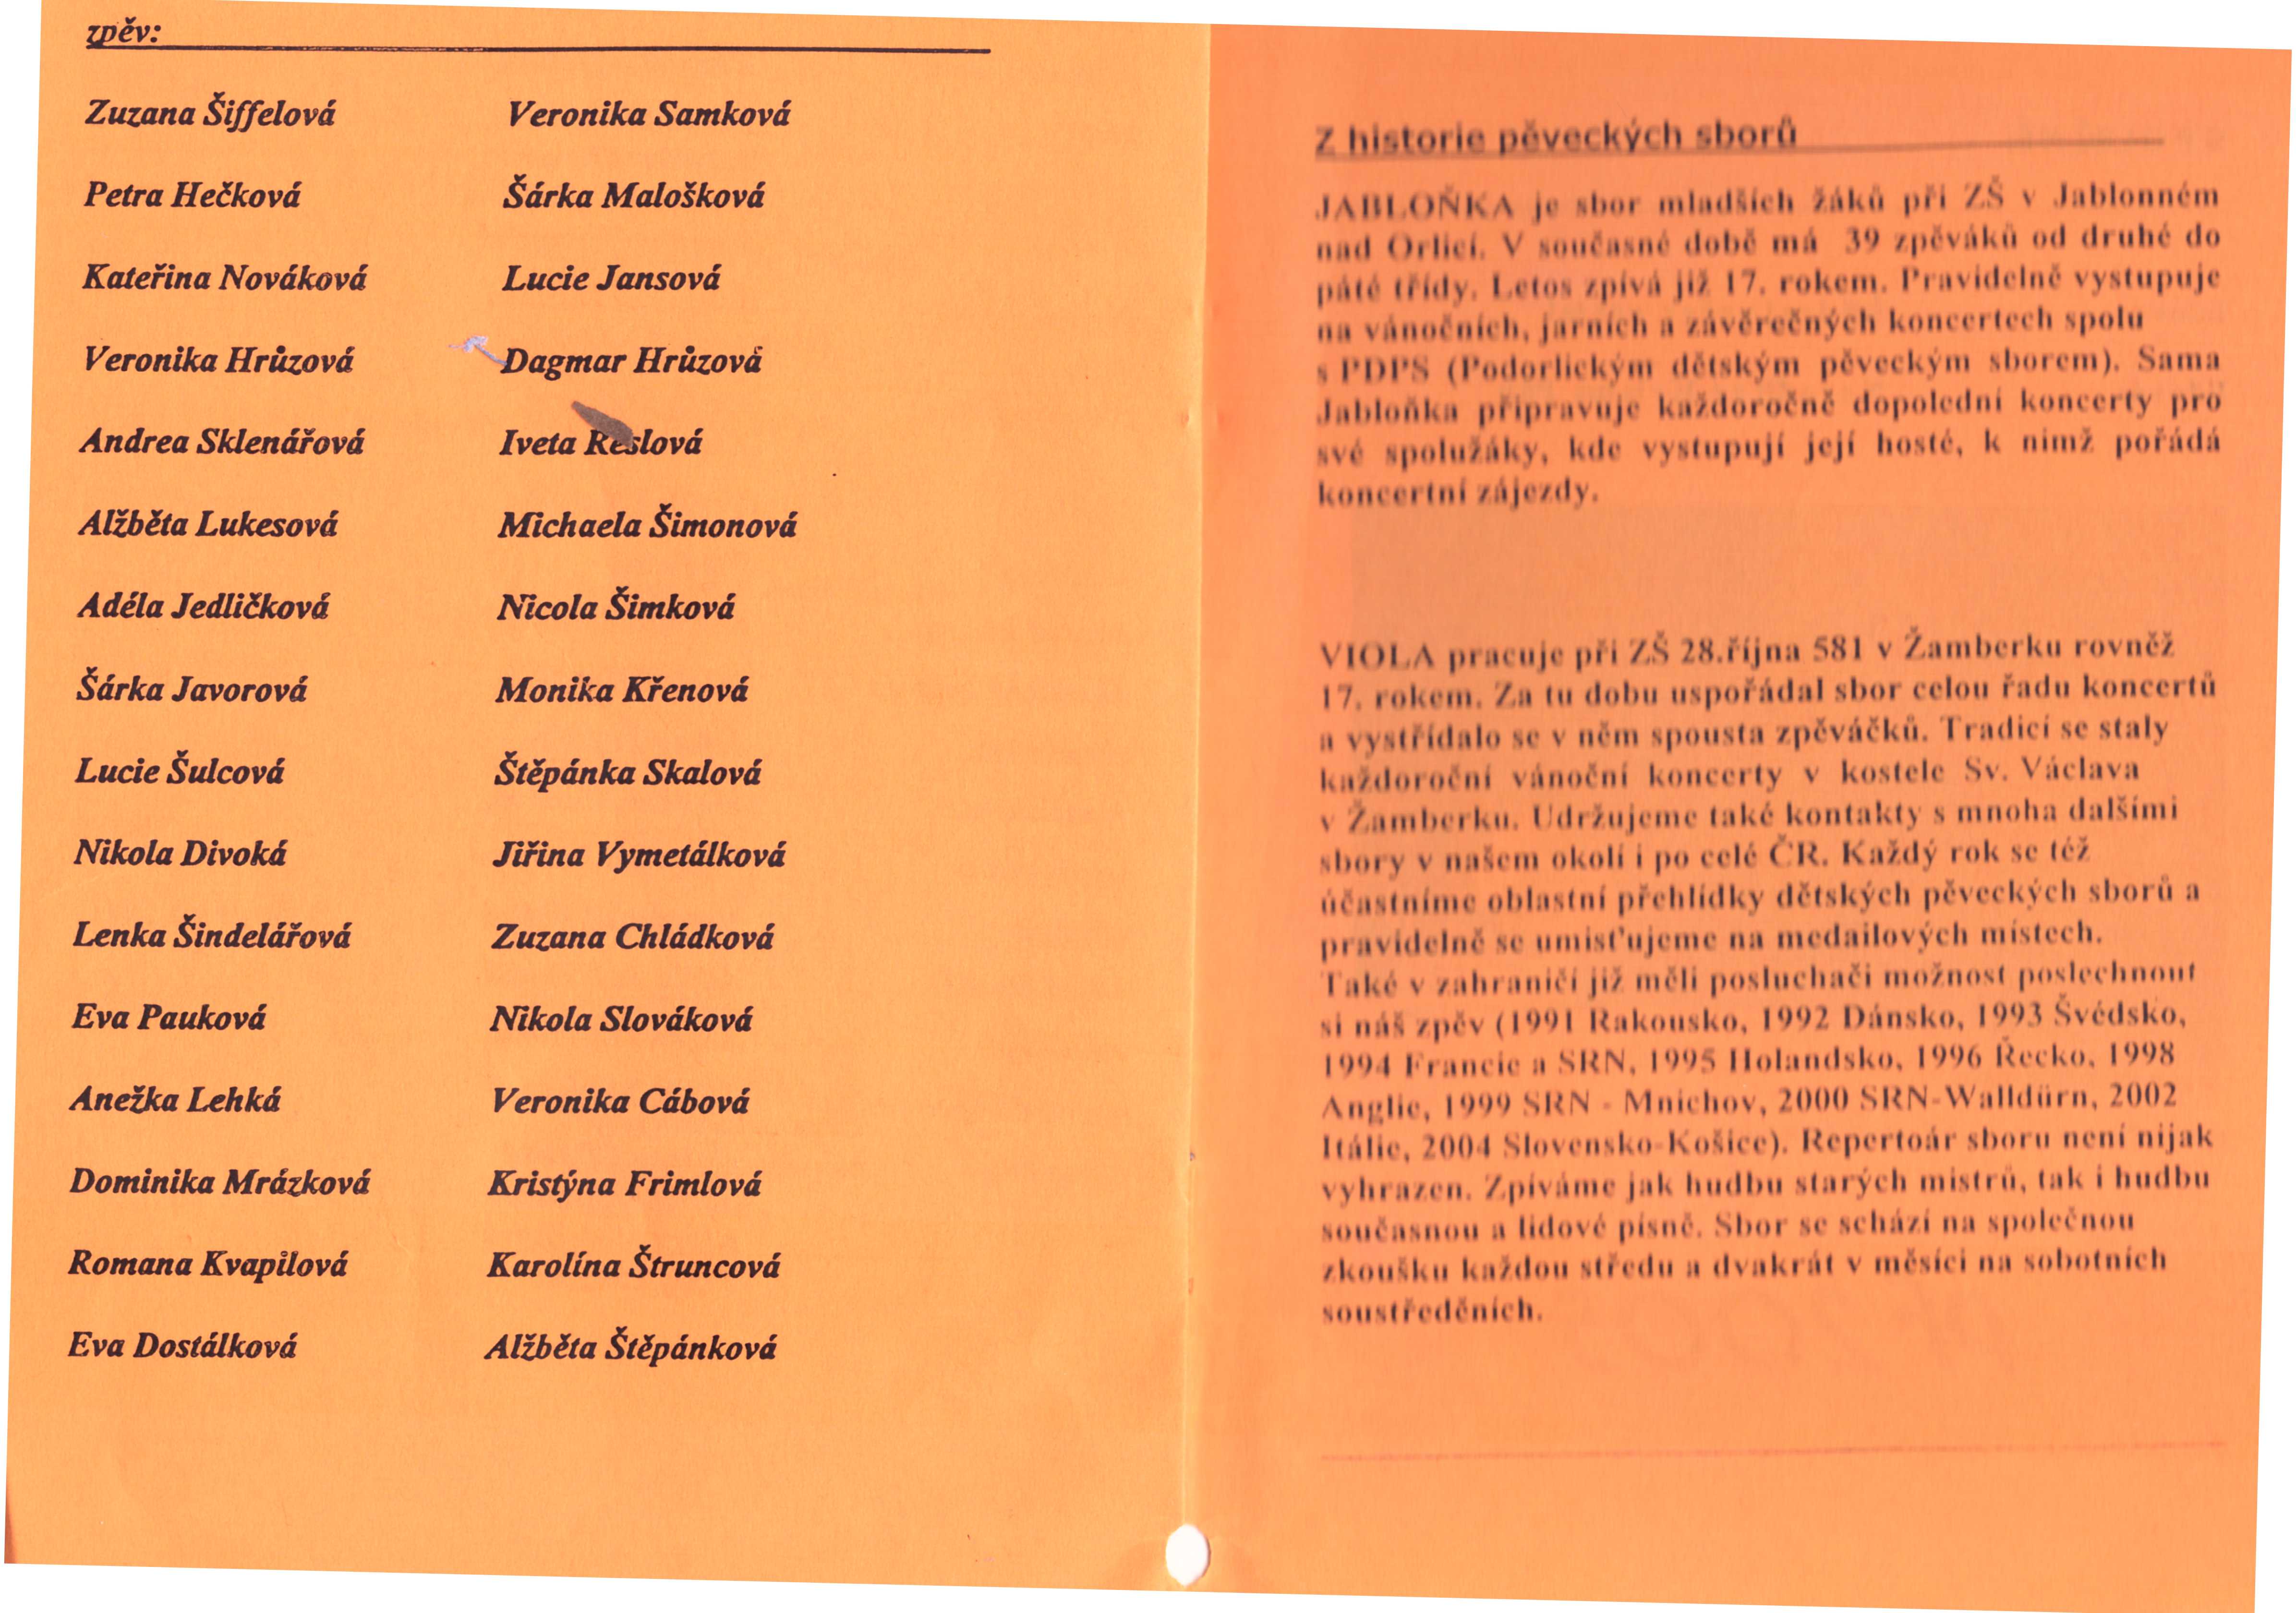 zpěv:
Zuzana Šiffelová
Petra Hečková
Kateřina Nováková
Veronika Hrůzová
Andrea Sklenářová
Alžběta Lukesová
Adéla Jedličková
Šárka Javorová
Lucie Šulcová
Nikola Divoká
Lenka Šindelářová
Eva Pauková
Anežka Lehká
Dominika Mrázková
Romana Kvapilová
Eva Dostálková
Veronika Samková
Šárka Malošková
Lucie Jansová
Dagmar Hrůzová
Iveta Reslová
Michaela Šimonová
Nicola Šimková
Monika Křenová
Štěpánka Skalová
Jiřina Vymetálková
Zuzana Chládková
Nikola Slováková
Veronika Cábová
Kristýna Frimlová
Karolína Štruncová
Alžběta Štěpánková
Z historie pěveckých sborů
JABLOŇKA je sbor mladších žáků při ZŠ v Jablonném
nad Orlicí. V současné době má 39 zpěváků od druhé do
páté třídy. Letos zpívá již 17. rokem. Pravidelně vystupuje
na vánočních, jarních a závěrečných koncertech spolu
s PDPS (Podorlickým dětským pěveckým sborem). Sama
Jabloňka připravuje každoročně dopolední koncerty pro
své spolužáky, kde vystupují její hosté, k nimž pořádá
koncertní zájezdy.
VIOLA pracuje při ZŠ 28.října 581 v Žamberku rovněž
17. rokem. Za tu dobu uspořádal sbor celou řadu koncertů
a vystřídalo se v něm spousta zpěváčků. Tradicí se staly
každoroční vánoční koncerty v kostele Sv. Václava
v Žamberku. Udržujeme také kontakty s mnoha dalšími
sbory v našem okolí i po celé ČR. Každý rok se též
účastníme oblastní přehlídky dětských pěveckých sborů a
pravidelně se umisťujeme na medailových místech.
Také v zahraničí již měli posluchači možnost poslechnout
si náš zpěv (1991 Rakousko, 1992 Dánsko, 1993 Švédsko,
1994 Francie a SRN, 1995 Holandsko, 1996 Řecko, 1998
Anglie, 1999 SRN - Mnichov, 2000 SRN-Walldürn, 2002
Itálie, 2004 Slovensko-Košice). Repertoár sboru není nijak
vyhrazen. Zpíváme jak hudbu starých mistrů, tak i hudbu
současnou a lidové písně. Sbor se schází na společnou
zkoušku každou středu a dvakrát v měsíci na sobotních
soustředěních.